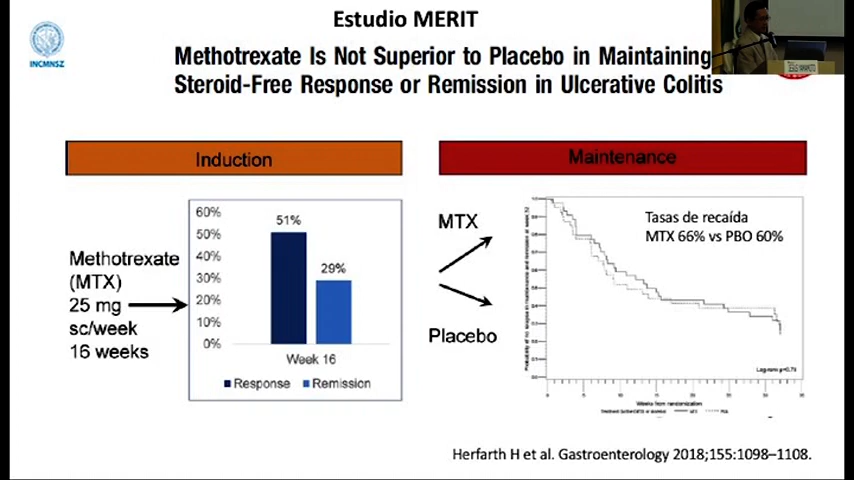 Estudio MERIT
INCMNSZ
Methotrexate Is Not Superior to Placebo in Maintaining
Steroid-Free Response or Remission in Ulcerative Colitis
Induction
Methotrexate
(MTX)
25 mg
sc/week
16 weeks
60%
50%
40%
30%
20%
10%
0%
51%
29%
Week 16
Response
Remission
Maintenance
MTX
Placebo
Tasas de recaída
MTX 66% vs PBO 60%
Weeks from randomization
Herfarth H et al. Gastroenterology 2018;155:1098–1108.